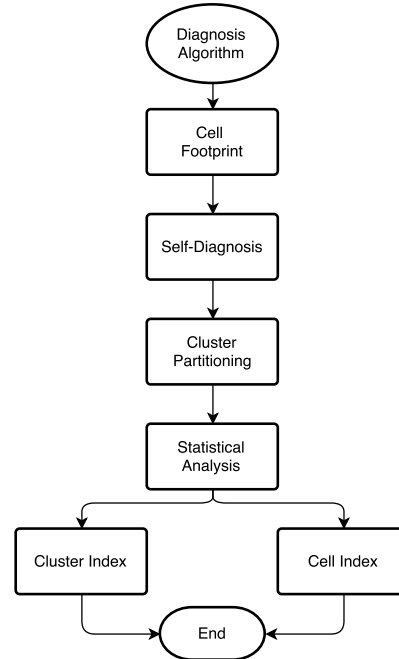 Diagnosis
Algorithm
Cell
Footprint
Self-Diagnosis
Cluster
Partitioning
Statistical
Analysis
Cluster Index
Cell Index
End